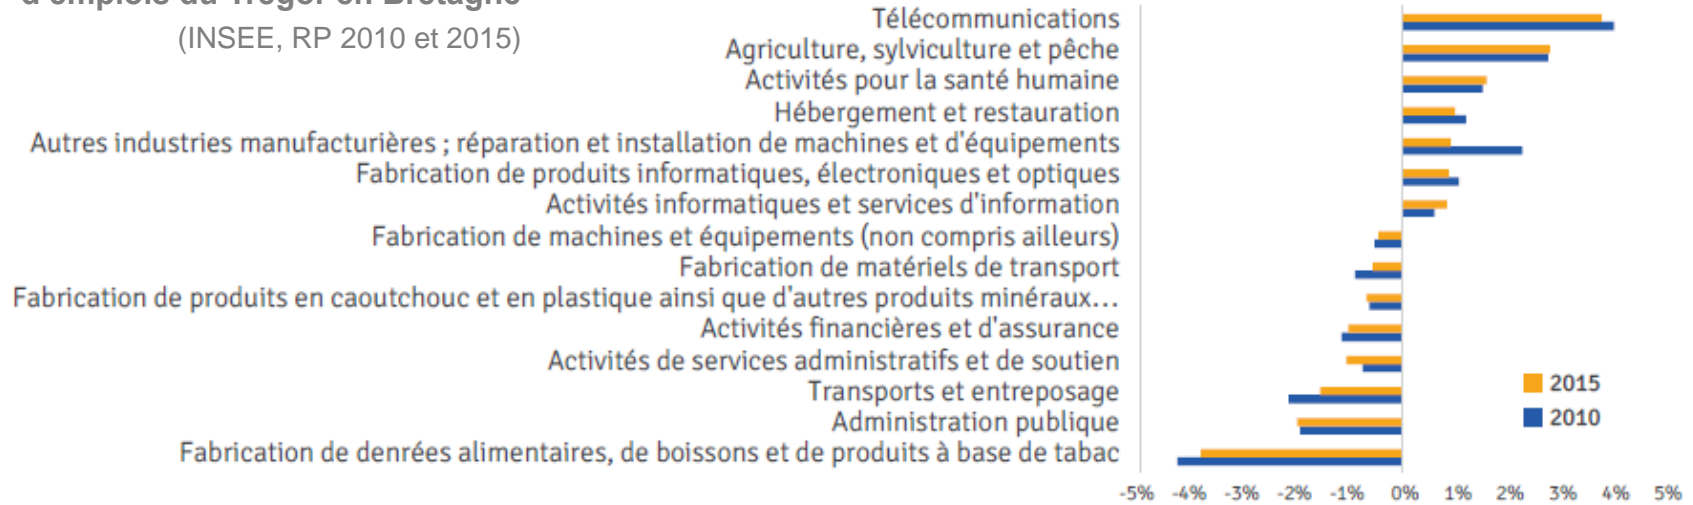 d'emplois du Trégor en Bretagne
(INSEE, RP 2010 et 2015)
Télécommunications
Agriculture, sylviculture et pêche
Activités pour la santé humaine
Hébergement et restauration
Autres industries manufacturières ; réparation et installation de machines et d'équipements
Fabrication de produits informatiques, électroniques et optiques
Activités informatiques et services d'information
Fabrication de machines et équipements (non compris ailleurs)
Fabrication de matériels de transport
Fabrication de produits en caoutchouc et en plastique ainsi que d'autres produits minéraux...
Activités financières et d'assurance
Activités de services administratifs et de soutien
Transports et entreposage
Administration publique
Fabrication de denrées alimentaires, de boissons et de produits à base de tabac
2015
2010
-5% -4% -3% -2% -1% 0% 1% 2% 3% 4% 5%